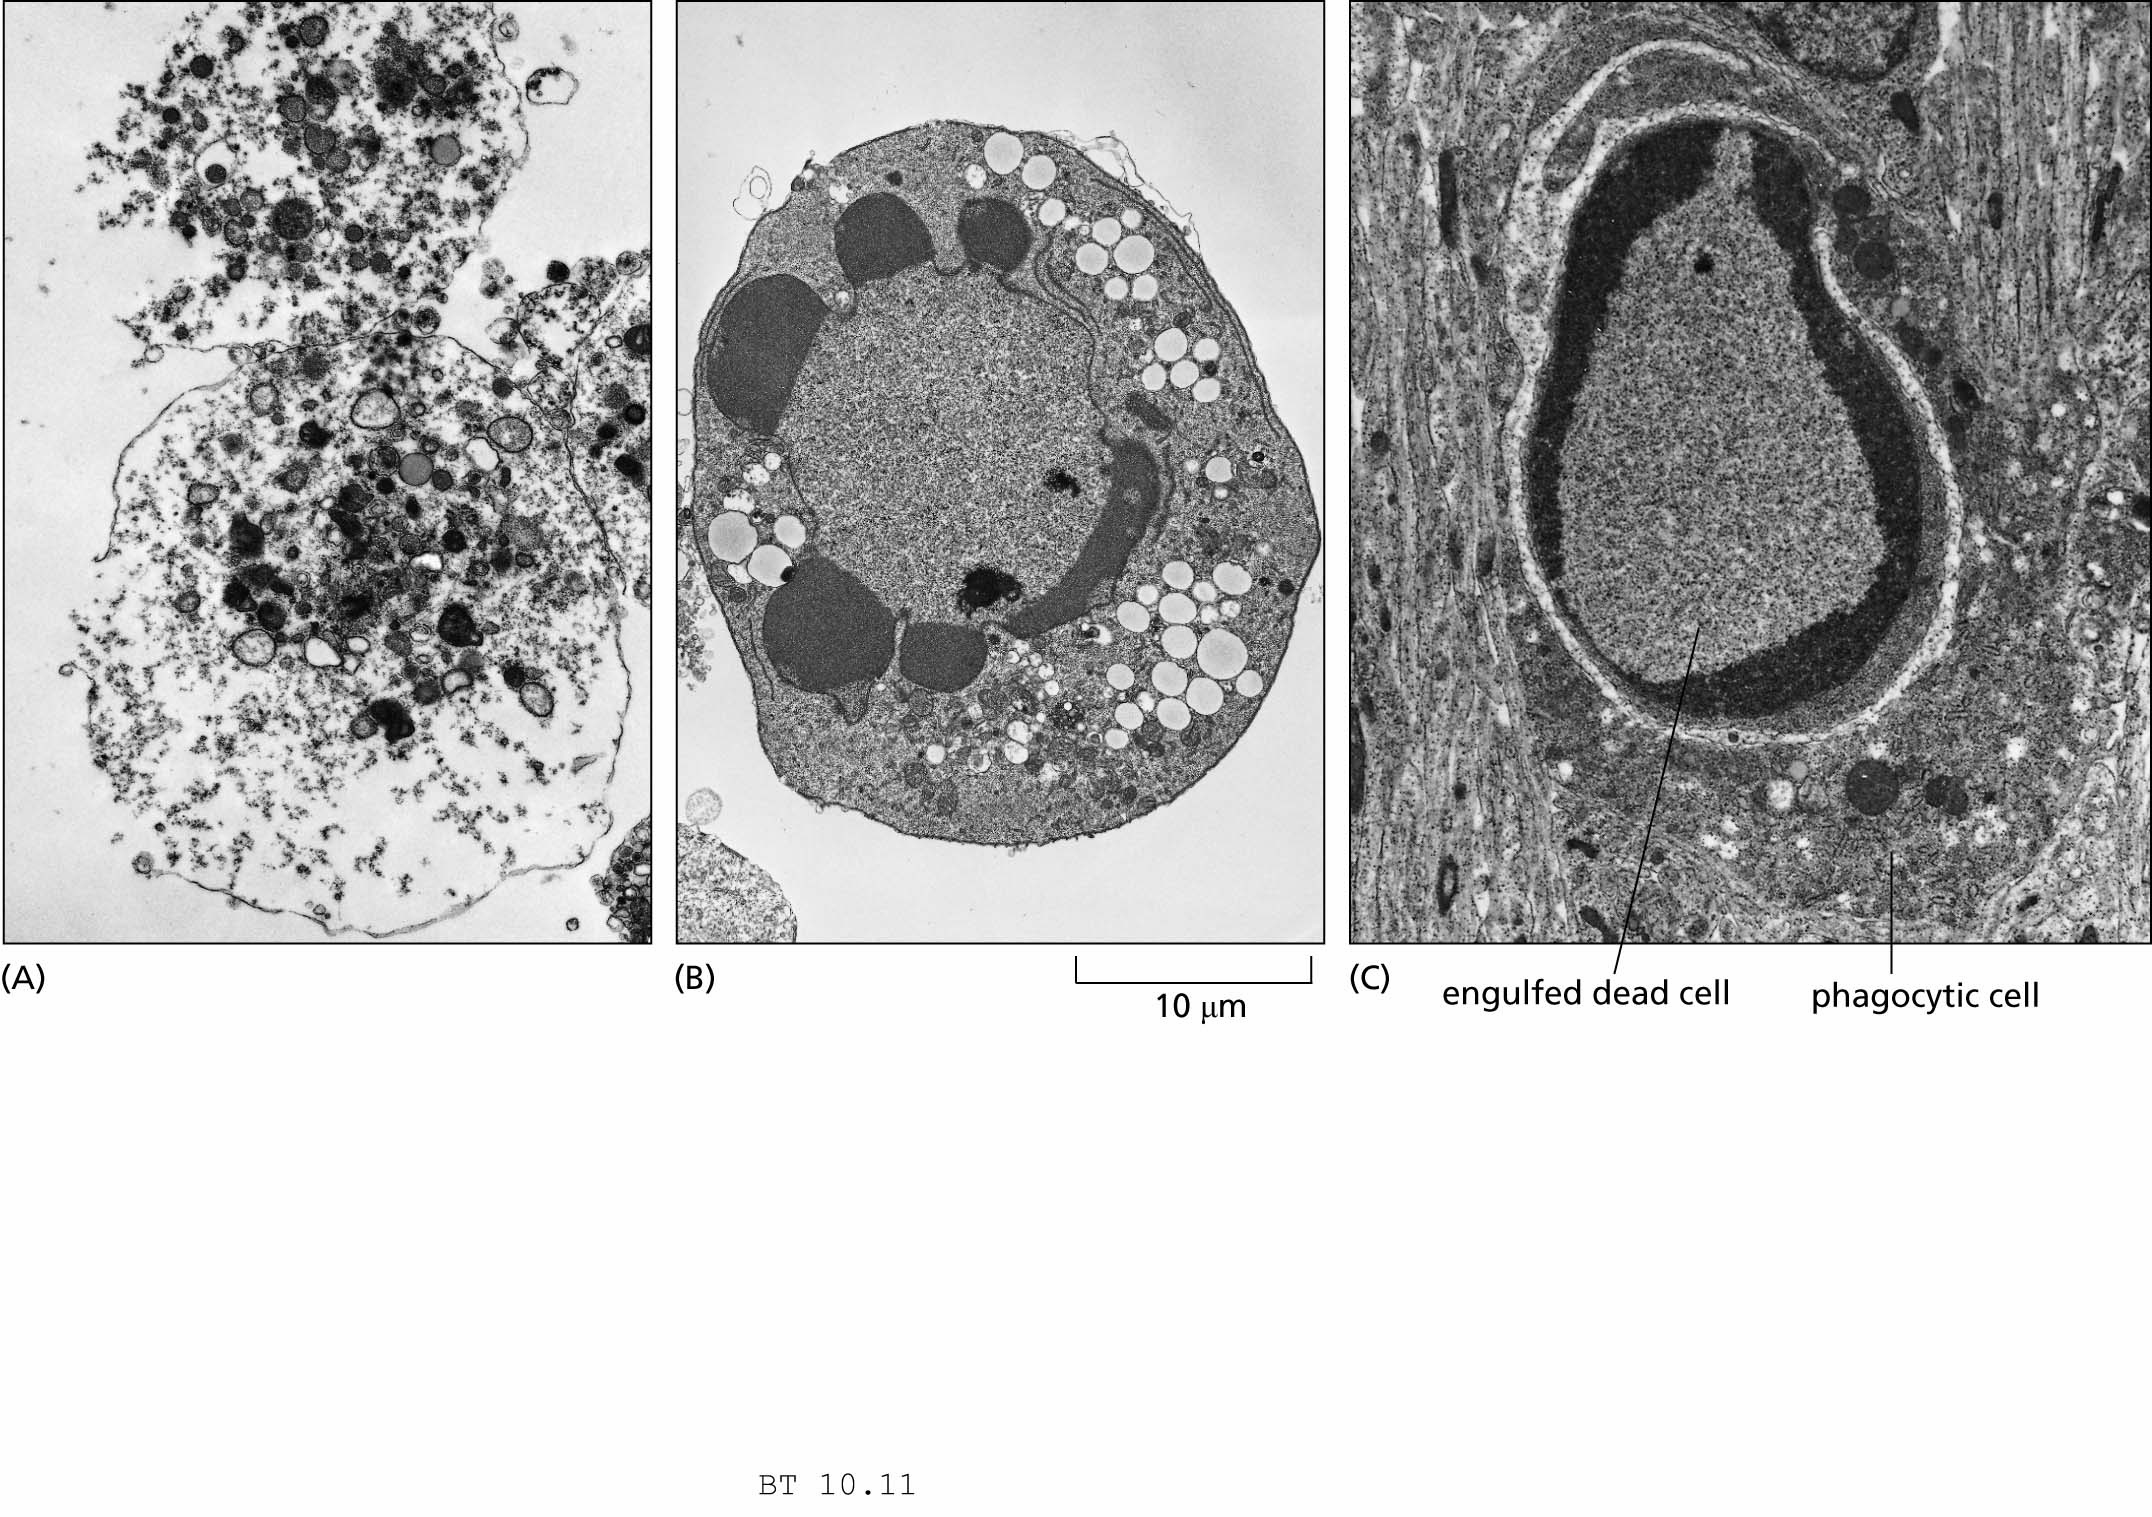 (A)
(B)
10 μm
(C)
engulfed dead cell
phagocytic cell
BT 10.11